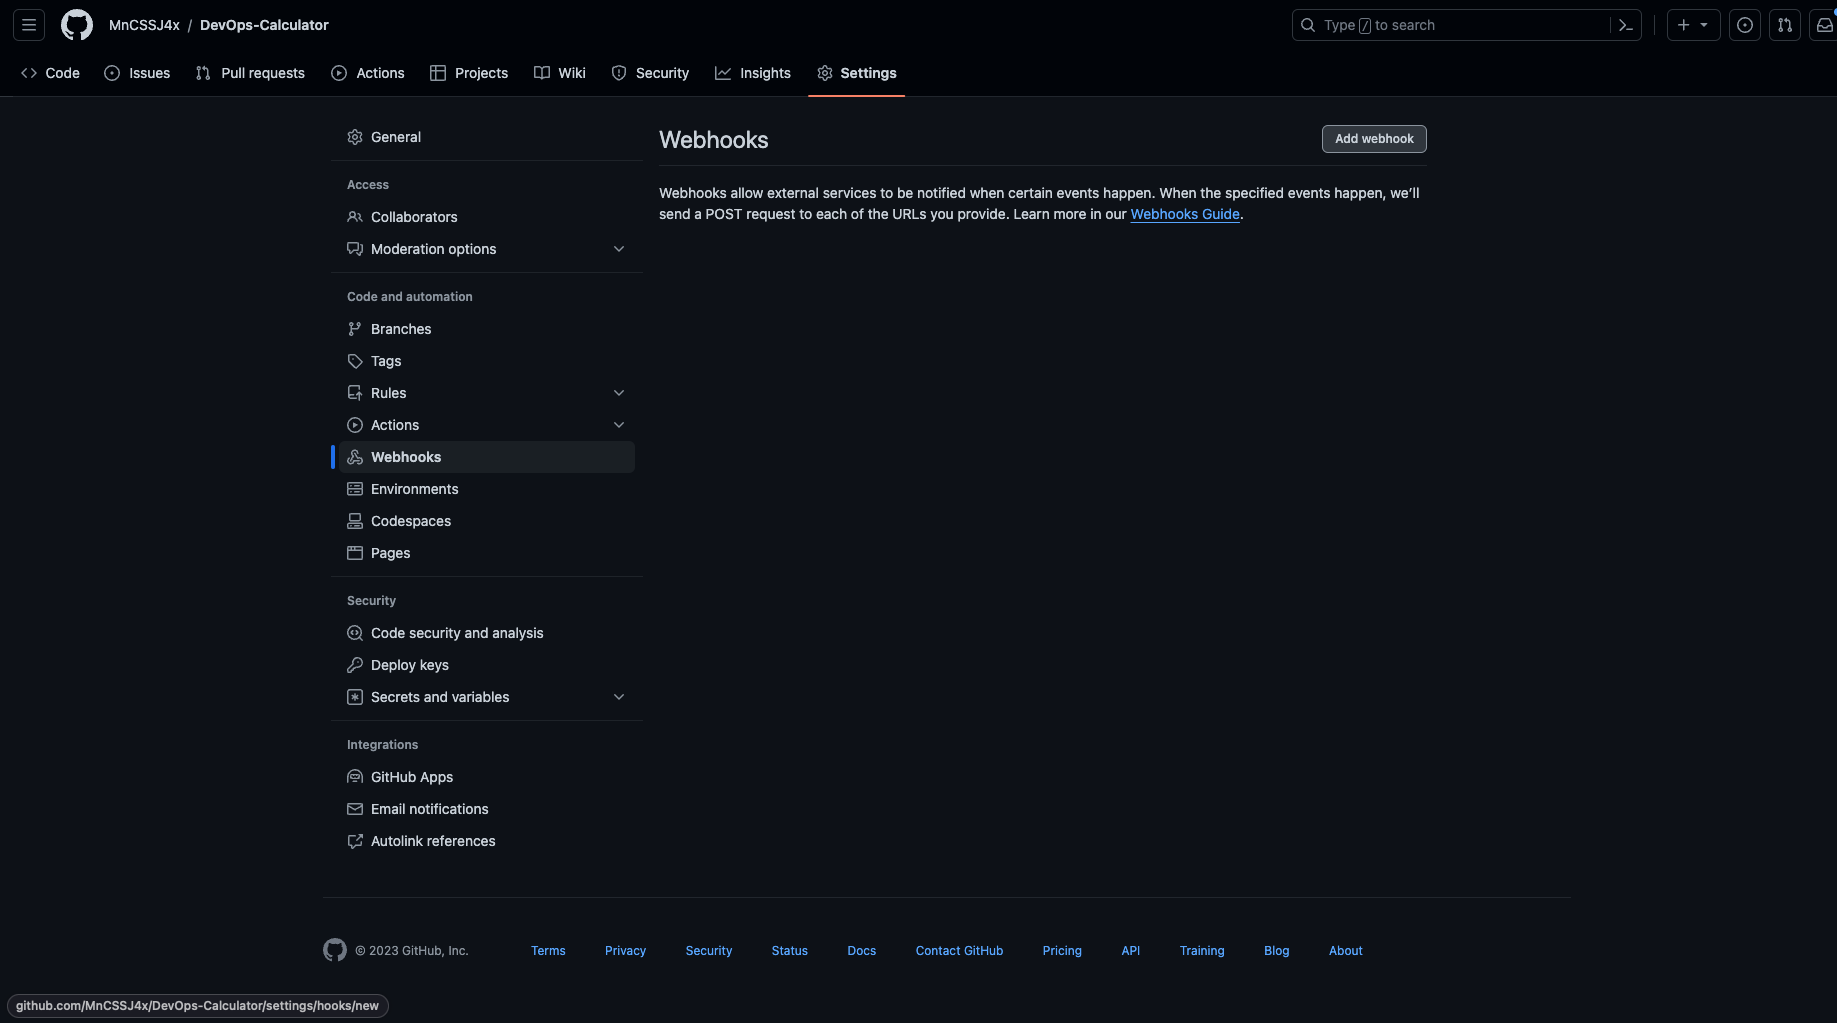 MnCSSJ4x / DevOps-Calculator
Type / to search
Code
Issues
Pull requests
Actions
Projects
Wiki
Security
Insights
Settings
General
Access
Collaborators
Moderation options
Code and automation
Branches
Tags
Rules
Actions
Webhooks
Environments
Codespaces
Pages
Security
Code security and analysis
Deploy keys
Secrets and variables
Integrations
GitHub Apps
Email notifications
Autolink references
Webhooks
Add webhook
Webhooks allow external services to be notified when certain events happen. When the specified events happen, we’ll
send a POST request to each of the URLs you provide. Learn more in our Webhooks Guide.
© 2023 GitHub, Inc.
Terms
Privacy
Security
Status
Docs
Contact GitHub
Pricing
API
Training
Blog
About
github.com/MnCSSJ4x/DevOps-Calculator/settings/hooks/new